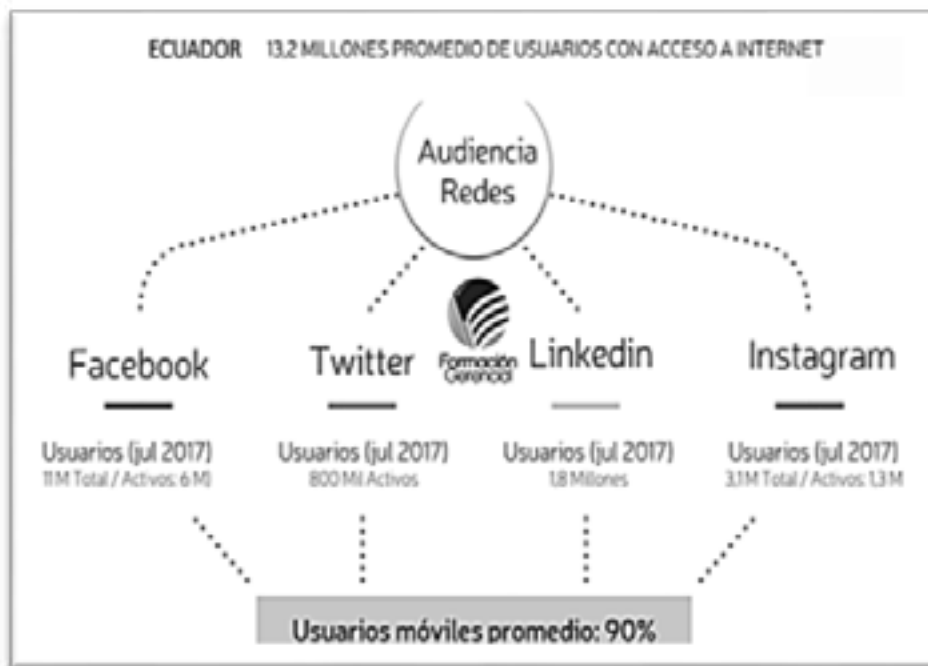 ECUADOR 13,2 MILLONES PROMEDIO DE USUARIOS CON ACCESO A INTERNET
Audiencia
Redes
Formación
Gerencial
Facebook Twitter Linkedin Instagram
Usuarios (jul 2017) Usuarios (jul 2017) Usuarios (jul 2017) Usuarios (jul 2017)
11 M Total / Activos: 6 M) 800 Mil Activos 1,8 Millones 3,1 M Total / Activos: 1,3 M
Usuarios móviles promedio: 90%